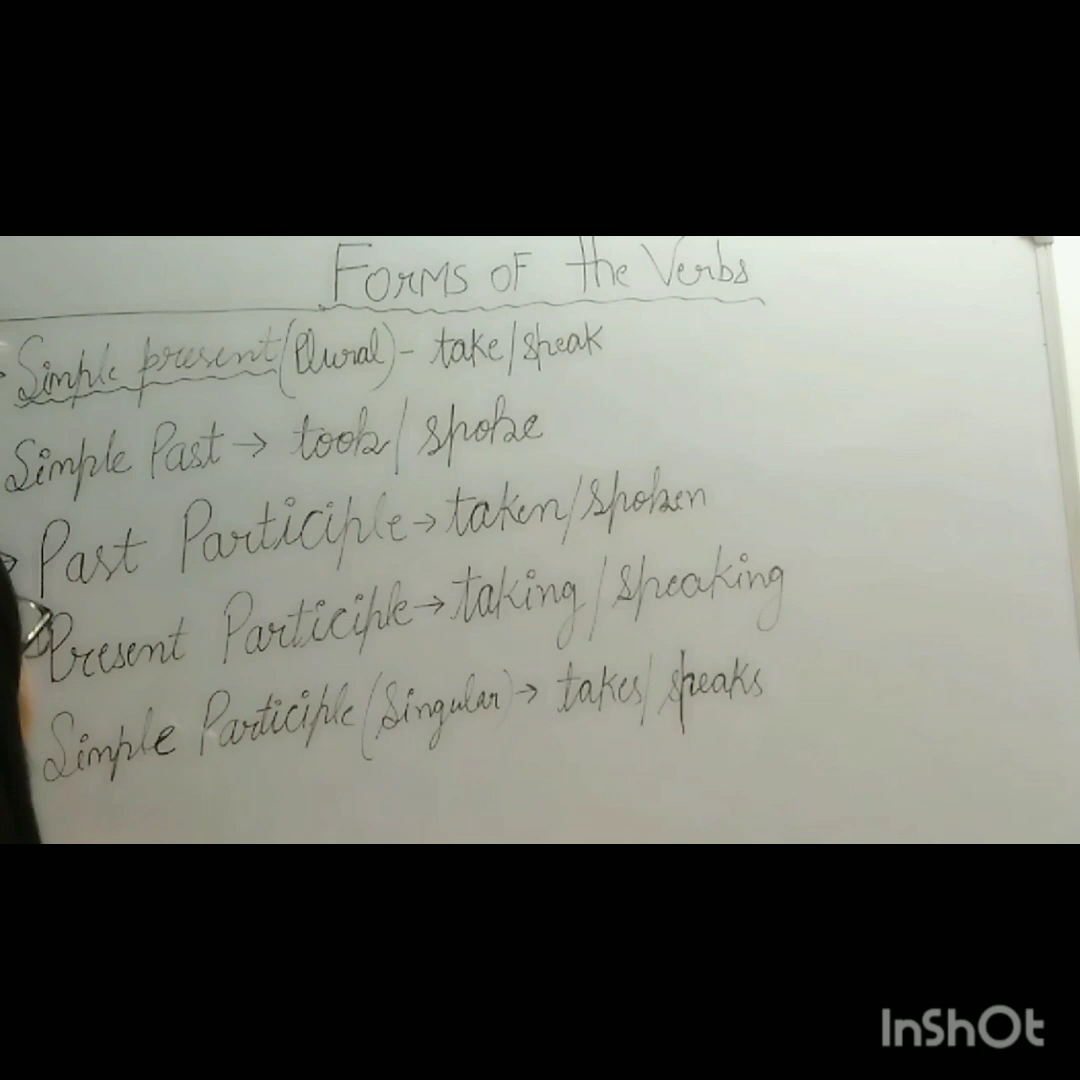 Forms of the Verbs
Simple present (Plural) - take/speak
Simple Past → took/spoke
Past Participle → taken/spoken
Present Participle → taking/speaking
Simple Participle (Singular) → takes/speaks
InShOt